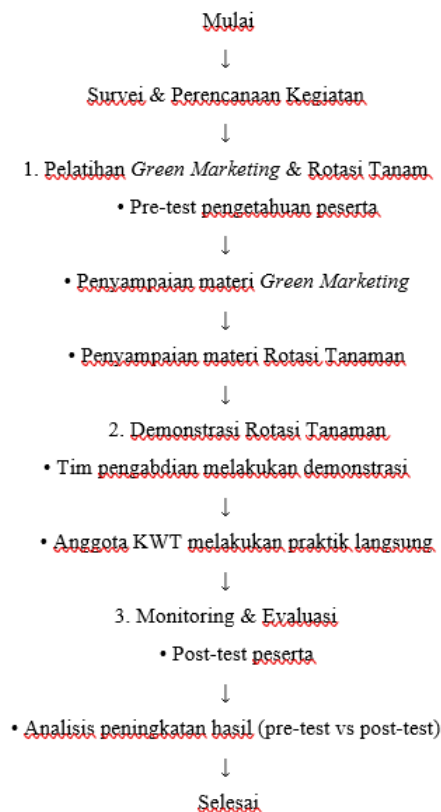 Mulai
↓
Survei & Perencanaan Kegiatan
↓
1. Pelatihan Green Marketing & Rotasi Tanam
• Pre-test pengetahuan peserta
↓
• Penyampaian materi Green Marketing
↓
• Penyampaian materi Rotasi Tanaman
↓
2. Demonstrasi Rotasi Tanaman
• Tim pengabdian melakukan demonstrasi
↓
• Anggota KWT melakukan praktik langsung
↓
3. Monitoring & Evaluasi
• Post-test peserta
↓
• Analisis peningkatan hasil (pre-test vs post-test)
↓
Selesai